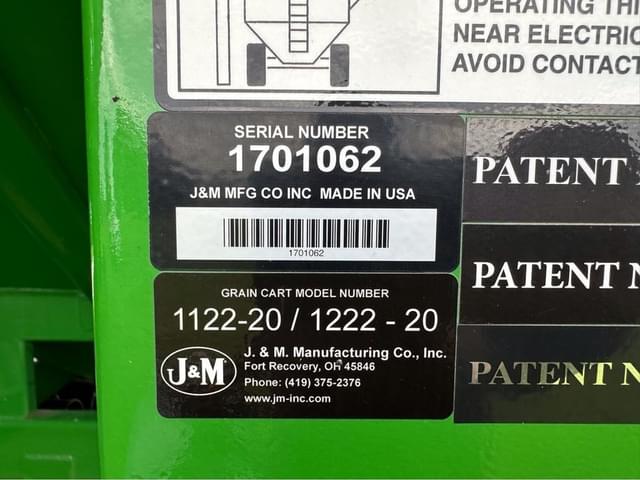 OPERATING THI
NEAR ELECTRIC
AVOID CONTACT
SERIAL NUMBER
1701062
J&M MFG CO INC MADE IN USA
1701062
PATENT
PATENT N
PATENT N
GRAIN CART MODEL NUMBER
1122-20 / 1222 - 20
J&M
J. & M. Manufacturing Co., Inc.
Fort Recovery, OH 45846
Phone: (419) 375-2376
www.jm-inc.com